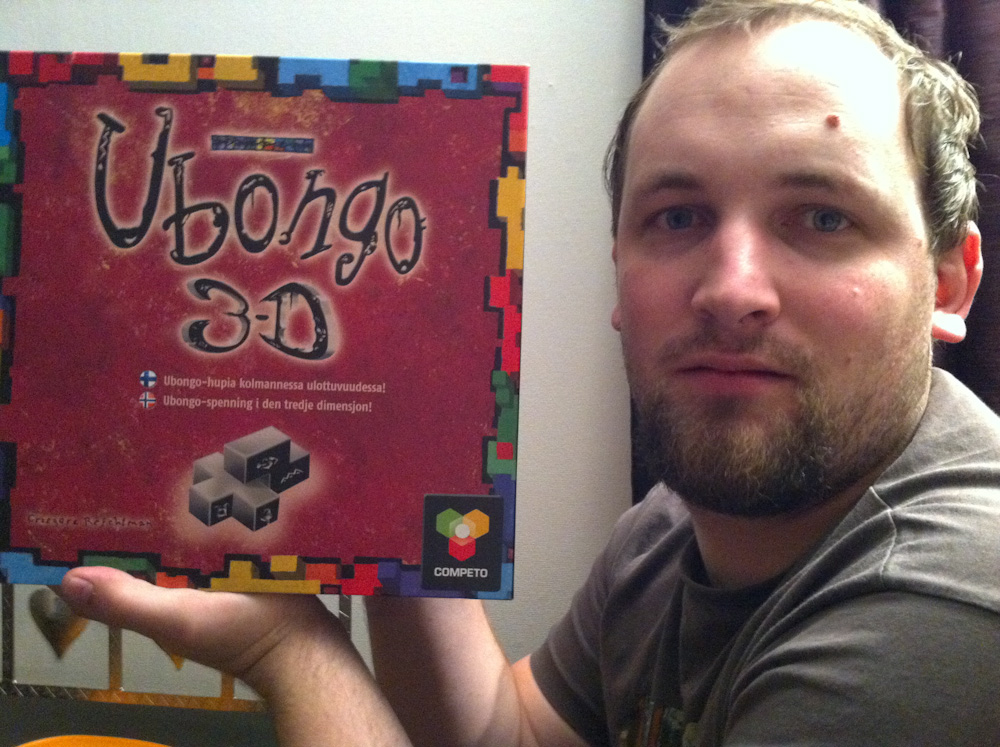 Ubongo
3-D
Ubongo-hupia kolmannessa ulottuvuudessa!
Ubongo-spenning i den tredje dimensjon!
COMPETO